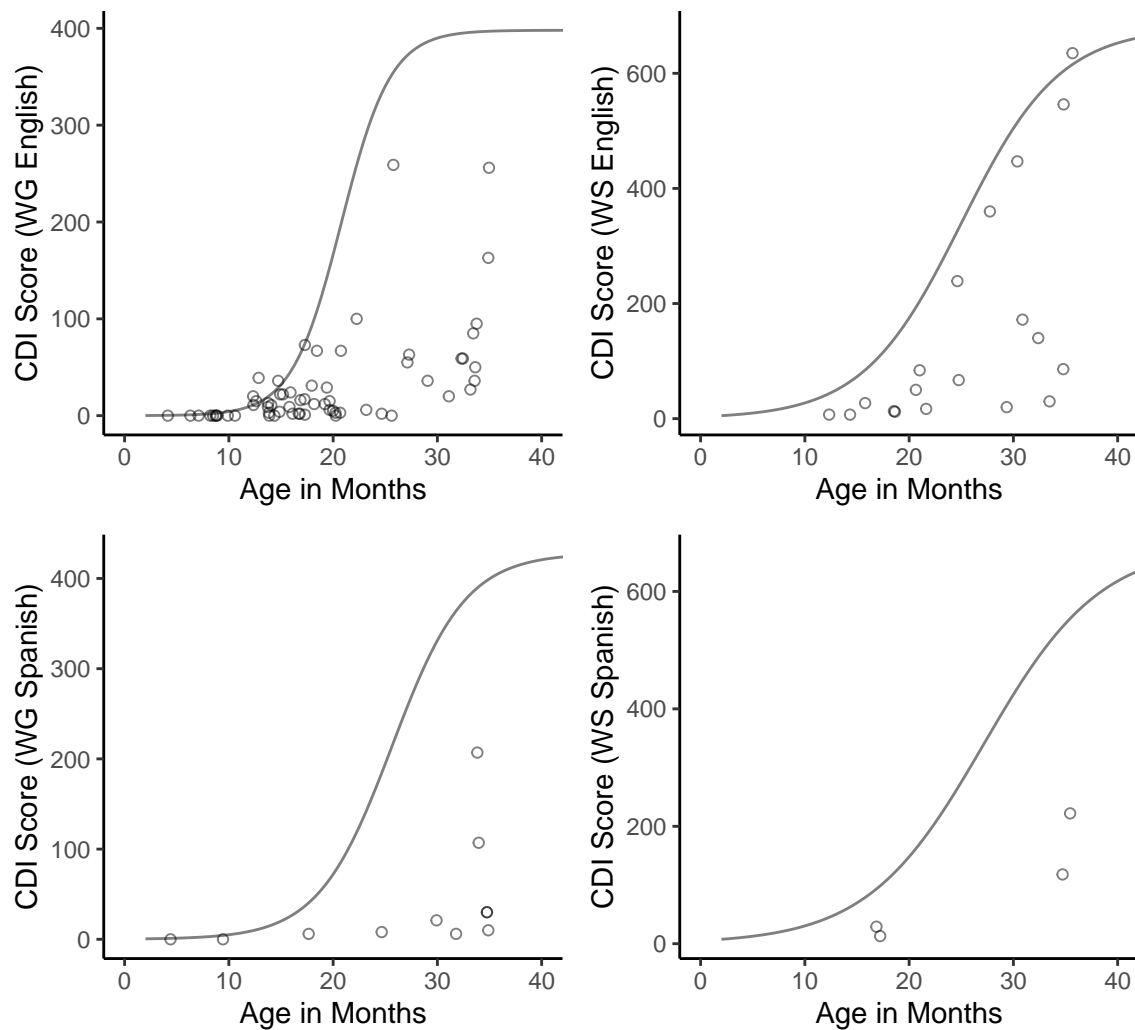 CDI Score (WG English)
400
300
200
100
0
0 10 20 30 40
Age in Months
CDI Score (WS English)
600
400
200
0
0 10 20 30 40
Age in Months
CDI Score (WG Spanish)
400
300
200
100
0
0 10 20 30 40
Age in Months
CDI Score (WS Spanish)
600
400
200
0
0 10 20 30 40
Age in Months